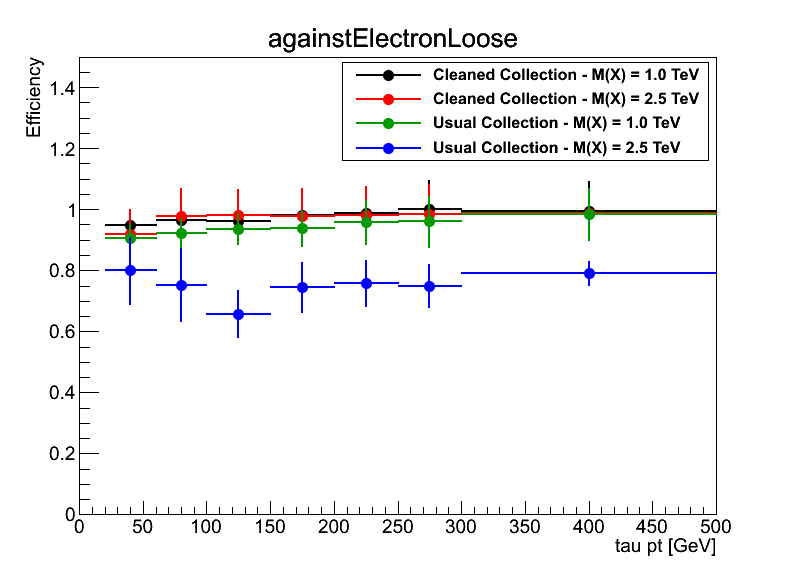 againstElectronLoose
Efficiency
Cleaned Collection - M(X) = 1.0 TeV
Cleaned Collection - M(X) = 2.5 TeV
Usual Collection - M(X) = 1.0 TeV
Usual Collection - M(X) = 2.5 TeV
1.4
1.2
1
0.8
0.6
0.4
0.2
0
0 50 100 150 200 250 300 350 400 450 500
tau pt [GeV]